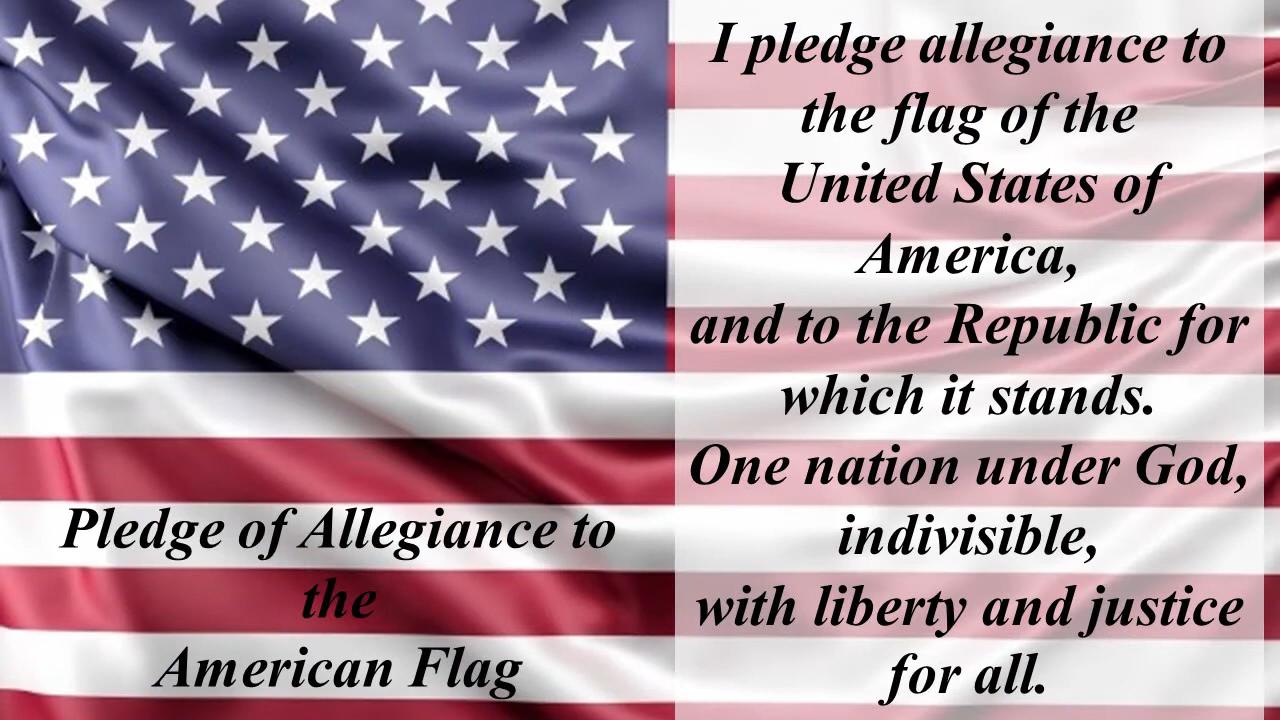 Pledge of Allegiance to
the
American Flag
I pledge allegiance to
the flag of the
United States of
America,
and to the Republic for
which it stands.
One nation under God,
indivisible,
with liberty and justice
for all.